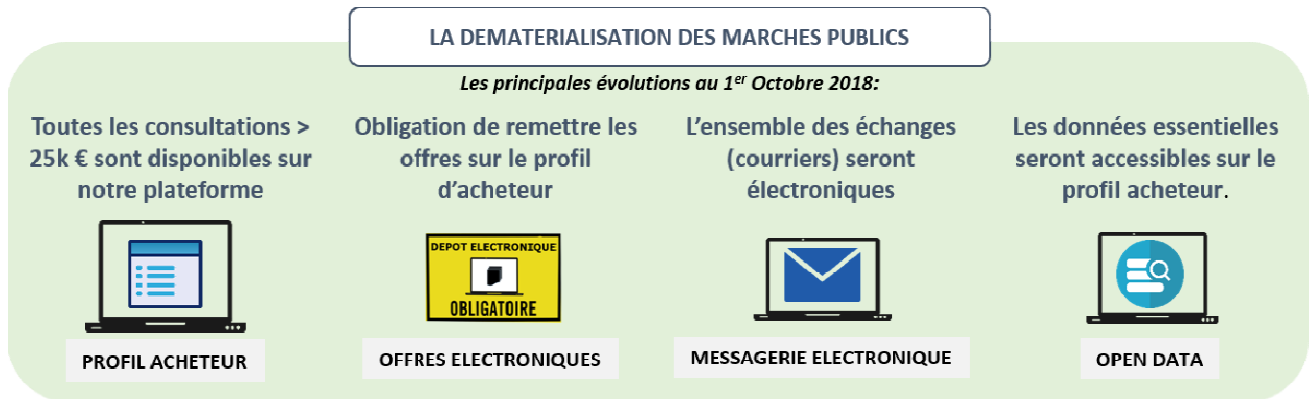 LA DEMATERIALISATION DES MARCHES PUBLICS
Les principales évolutions au 1er Octobre 2018:
Toutes les consultations >
25k € sont disponibles sur
notre plateforme
PROFIL ACHETEUR
Obligation de remettre les
offres sur le profil
d’acheteur
DEPOT ELECTRONIQUE
OBLIGATOIRE
OFFRES ELECTRONIQUES
L’ensemble des échanges
(courriers) seront
électroniques
MESSAGERIE ELECTRONIQUE
Les données essentielles
seront accessibles sur le
profil acheteur.
OPEN DATA